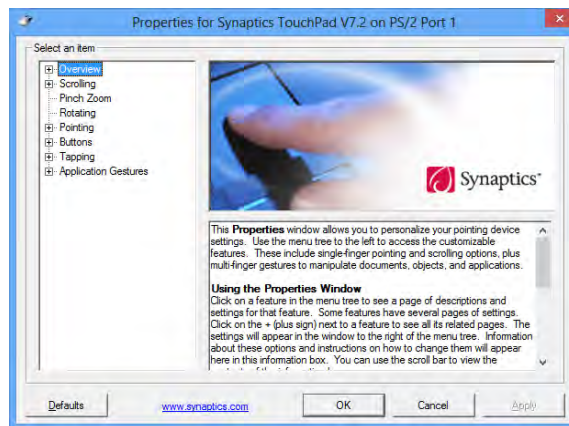 Properties for Synaptics TouchPad V7.2 on PS/2 Port 1
Select an item
Overview
Scrolling
Pinch Zoom
Rotating
Pointing
Buttons
Tapping
Application Gestures
Synaptics
This Properties window allows you to personalize your pointing device
settings. Use the menu tree to the left to access the customizable
features. These include single-finger pointing and scrolling options, plus
multi-finger gestures to manipulate documents, objects, and applications.
Using the Properties Window
Click on a feature in the menu tree to see a page of descriptions and
settings for that feature. Some features have several pages of settings.
Click on the + (plus sign) next to a feature to see all its related pages. The
settings will appear in the window to the right of the menu tree. Information
about these options and instructions on how to change them will appear
here in this information box. You can use the scroll bar to view the
Defaults
www.synaptics.com
OK
Cancel
Apply